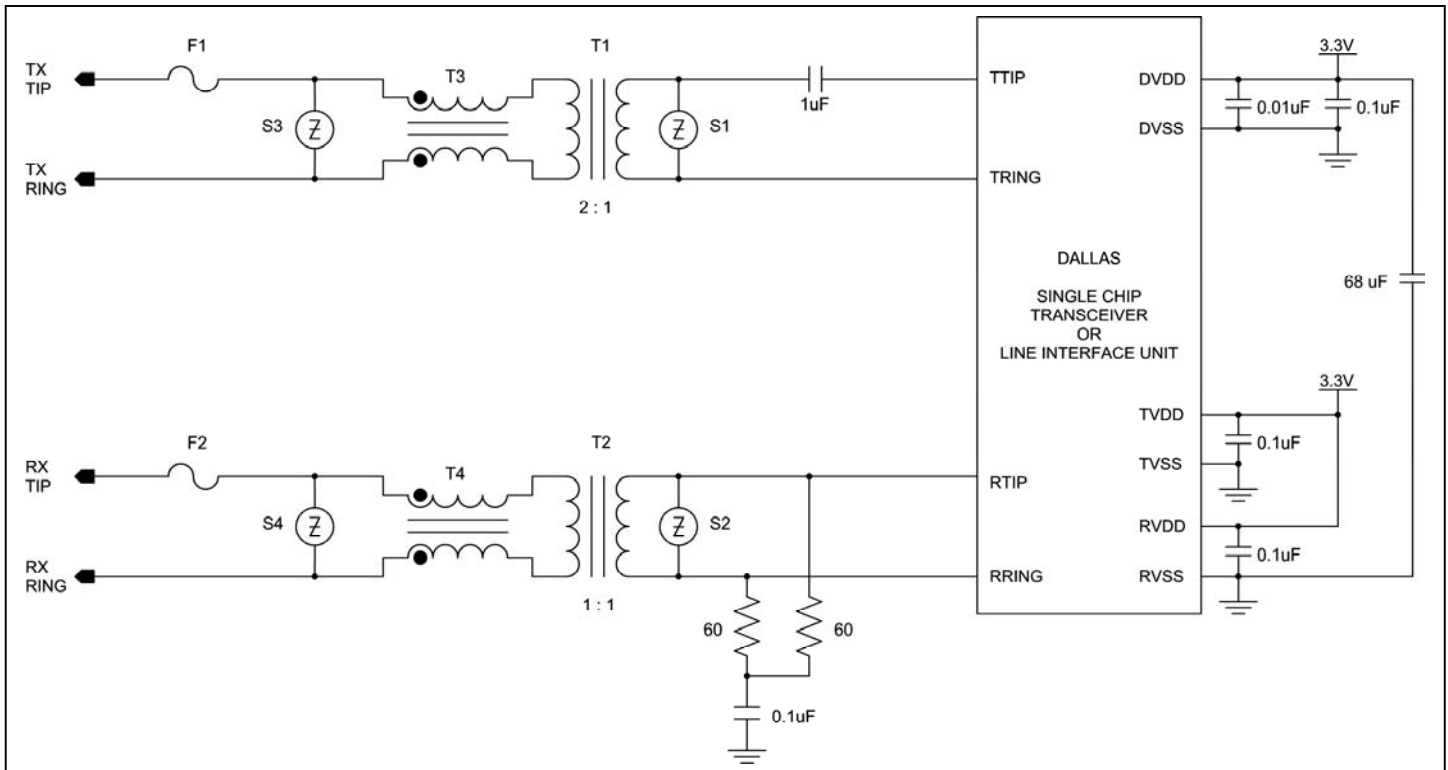 F1
TX
TIP
T3
T1
S3
S1
1uF
TX
RING
2 : 1
TTIP
TRING
DVDD
DVSS
3.3V
0.01uF
0.1uF
DALLAS
SINGLE CHIP
TRANSCEIVER
OR
LINE INTERFACE UNIT
68 uF
3.3V
TVDD
0.1uF
TVSS
RVDD
0.1uF
RVSS
F2
RX
TIP
T4
T2
S4
S2
RTIP
RX
RING
1 : 1
RRING
60
60
0.1uF